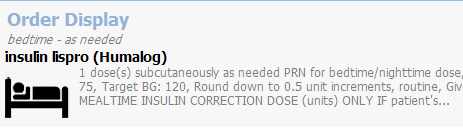 Order Display
bedtime - as needed
insulin lispro (Humalog)
1 dose(s) subcutaneously as needed PRN for bedtime/nighttime dose,
75, Target BG: 120, Round down to 0.5 unit increments, routine, Giv
MEALTIME INSULIN CORRECTION DOSE (units) ONLY IF patient's...